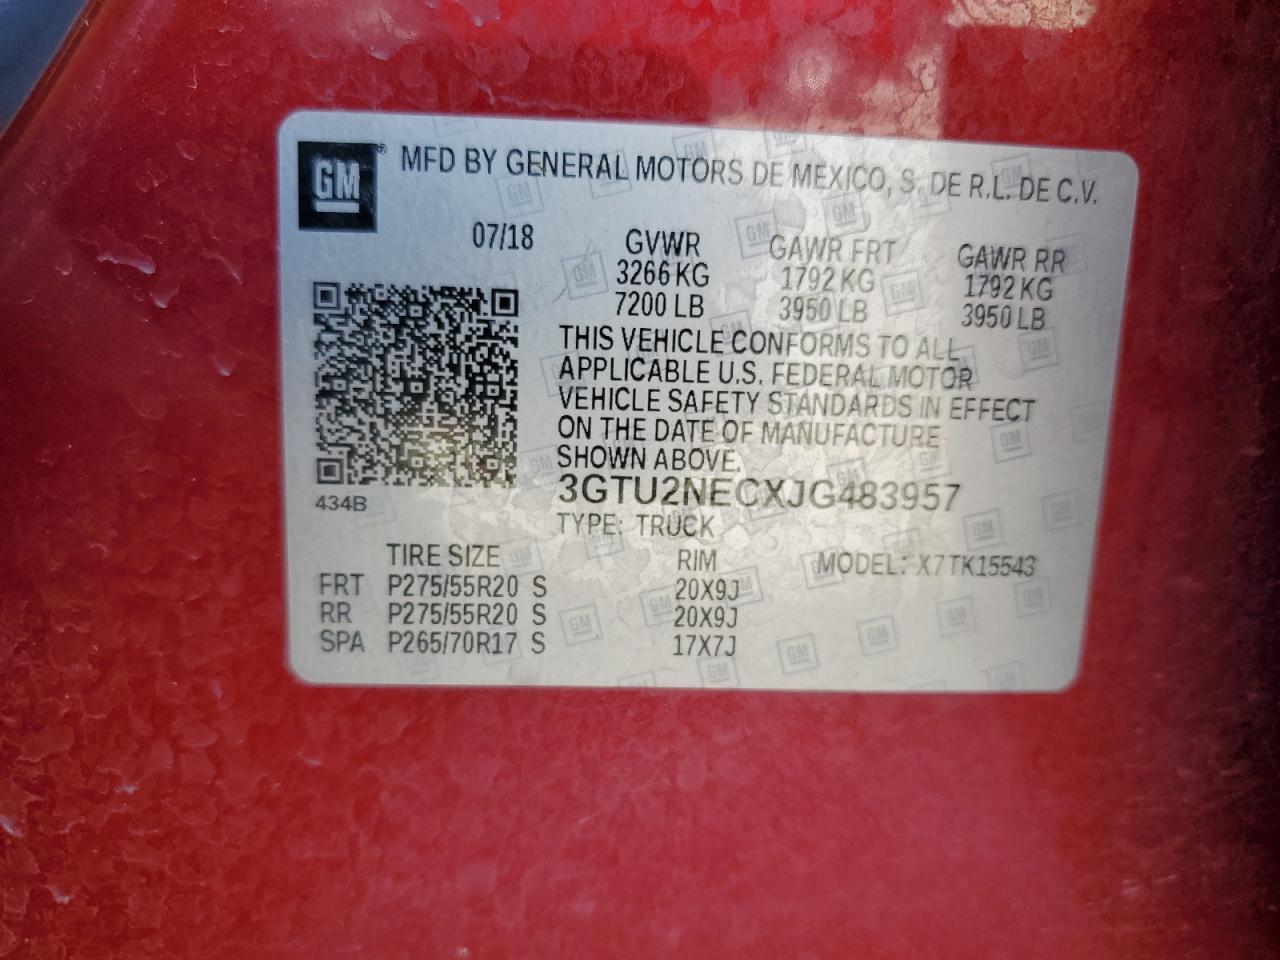 GM® MFD BY GENERAL MOTORS DE MEXICO, S. DE R.L. DE C.V.
07/18 GVWR GAWR FRT GAWR RR
3266 KG 1792 KG 1792 KG
7200 LB 3950 LB 3950 LB
THIS VEHICLE CONFORMS TO ALL
APPLICABLE U.S. FEDERAL MOTOR
VEHICLE SAFETY STANDARDS IN EFFECT
ON THE DATE OF MANUFACTURE
SHOWN ABOVE.
434B 3GTU2NECXJG483957
TYPE: TRUCK
TIRE SIZE RIM MODEL: X7TK15543
FRT P275/55R20 S 20X9J
RR P275/55R20 S 20X9J
SPA P265/70R17 S 17X7J